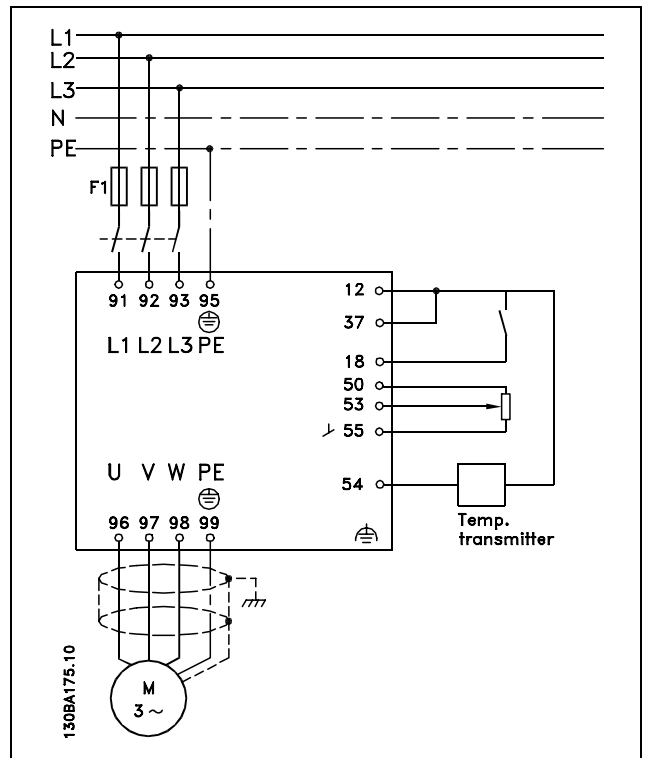 L1
L2
L3
N
PE
F1
91 92 93 95
L1 L2 L3 PE
12
37
18
50
53
55
54
U V W PE
96 97 98 99
Temp.
transmitter
M
3 ~
130BA175.10